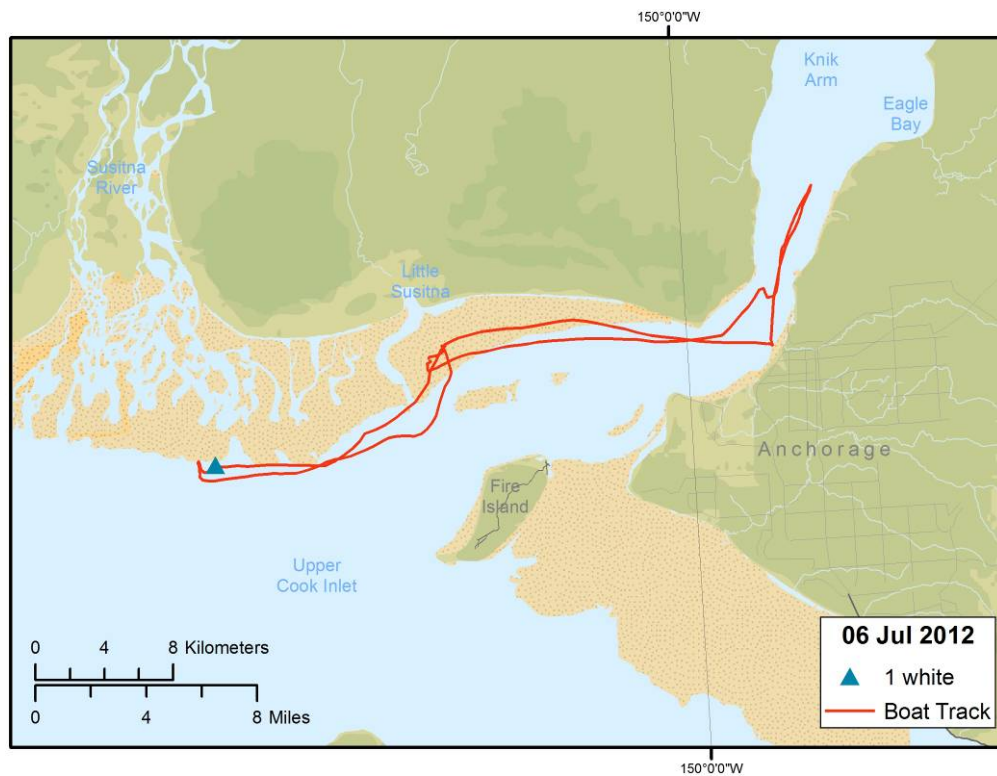 150°0'0"W
Knik
Arm
Eagle
Bay
Susitna
River
Little
Susitna
Anchorage
Fire
Island
Upper
Cook Inlet
0 4 8 Kilometers
0 4 8 Miles
06 Jul 2012
1 white
Boat Track
150°0'0"W